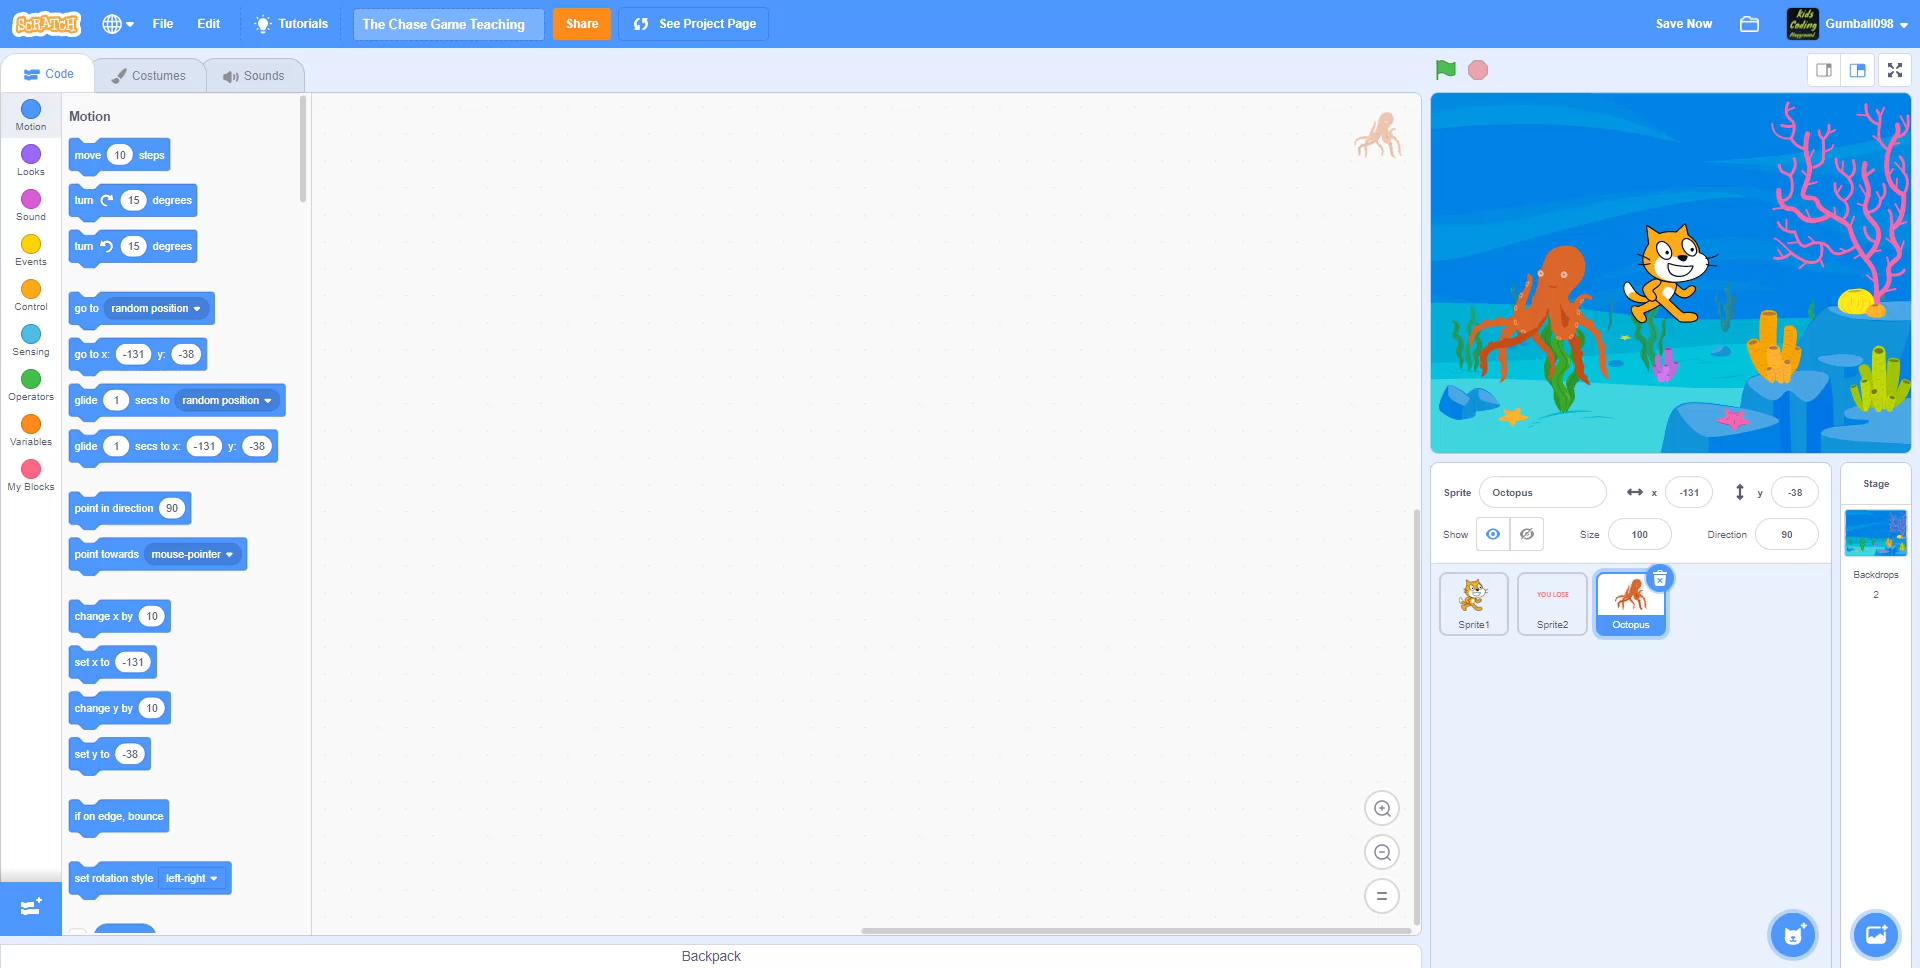 SCRATCH
File
Edit
Tutorials
The Chase Game Teaching
Share
See Project Page
Save Now
Kids
Coding
Playground
Gumball098
Code
Costumes
Sounds
Motion
Looks
Sound
Events
Control
Sensing
Operators
Variables
My Blocks
Motion
move 10 steps
turn 15 degrees
turn 15 degrees
go to random position
go to x: -131 y: -38
glide 1 secs to random position
glide 1 secs to x: -131 y: -38
point in direction 90
point towards mouse-pointer
change x by 10
set x to -131
change y by 10
set y to -38
if on edge, bounce
set rotation style left-right
Backpack
Sprite Octopus x -131 y -38
Show Size 100 Direction 90
Sprite1
YOU LOSE
Sprite2
Octopus
Stage
Backdrops
2